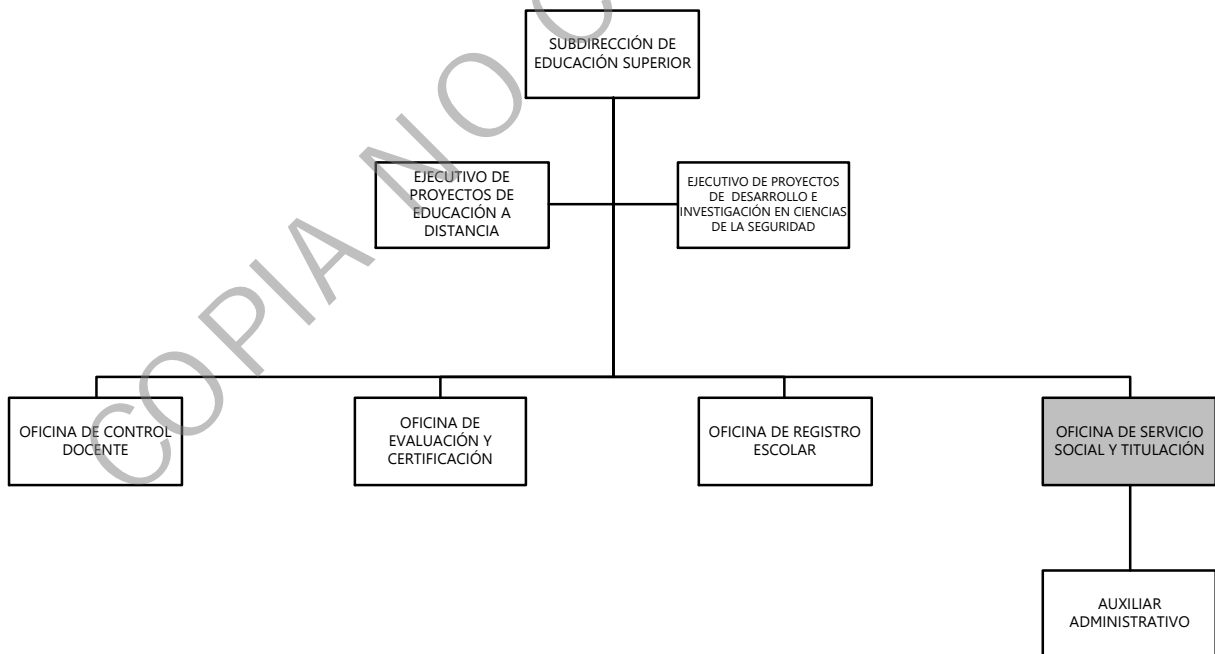 SUBDIRECCIÓN DE
EDUCACIÓN SUPERIOR
EJECUTIVO DE
PROYECTOS DE
EDUCACIÓN A
DISTANCIA
EJECUTIVO DE PROYECTOS
DE DESARROLLO E
INVESTIGACIÓN EN CIENCIAS
DE LA SEGURIDAD
OFICINA DE CONTROL
DOCENTE
OFICINA DE
EVALUACIÓN Y
CERTIFICACIÓN
OFICINA DE REGISTRO
ESCOLAR
OFICINA DE SERVICIO
SOCIAL Y TITULACIÓN
AUXILIAR
ADMINISTRATIVO
COPIA NO C